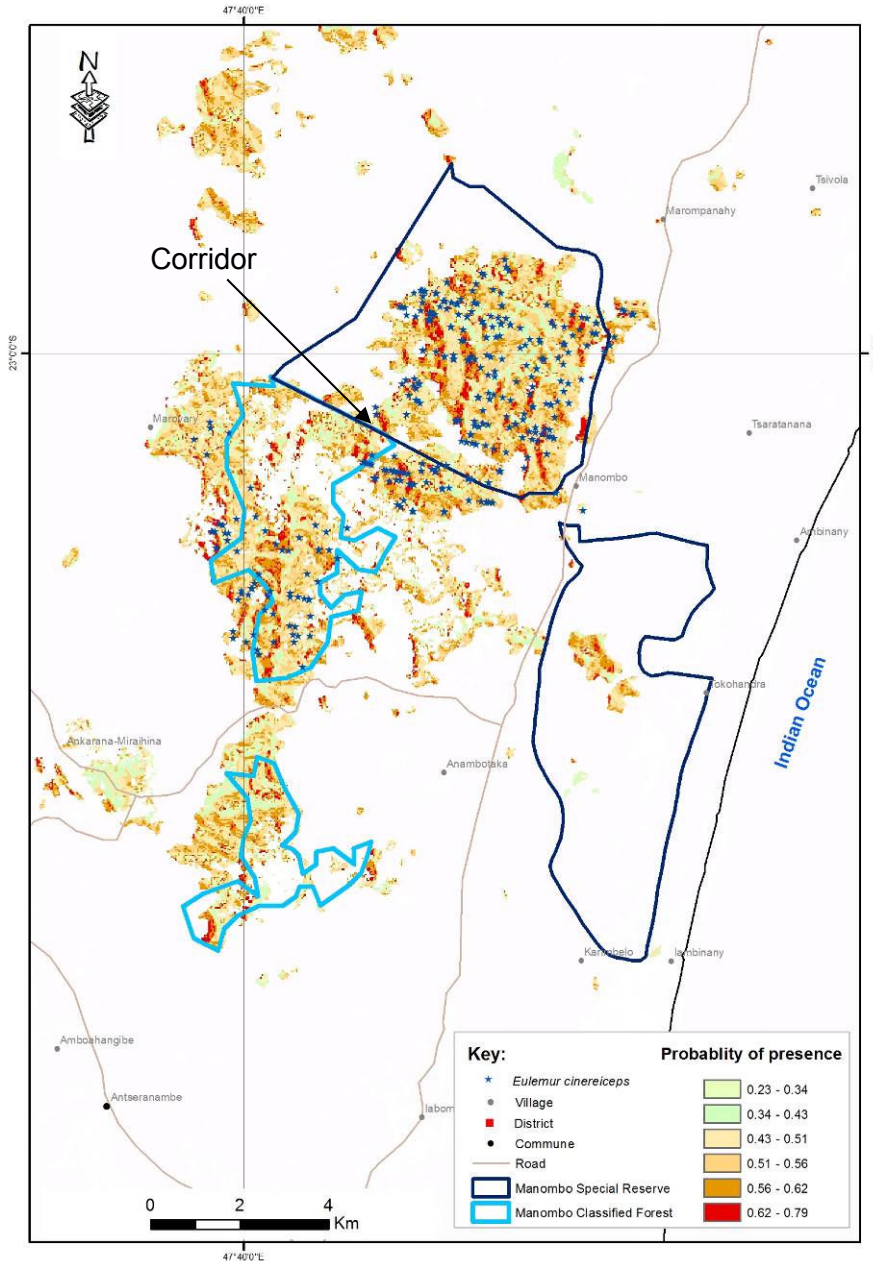 47°40'0"E
N
Tsivola
Marompanahy
Corridor
23°0'0"S
Marovary
Tsaratanana
Manombo
Ambinany
Tokohandra
Indian Ocean
Ankarana-Miraihina
Anambotaka
Karimbelo
Iambinany
Amboahangibe
Antseranambe
Iabom
Key:
Eulemur cinereiceps
Village
District
Commune
Road
Manombo Special Reserve
Manombo Classified Forest
Probablity of presence
0.23 - 0.34
0.34 - 0.43
0.43 - 0.51
0.51 - 0.56
0.56 - 0.62
0.62 - 0.79
0 2 4
Km
47°40'0"E